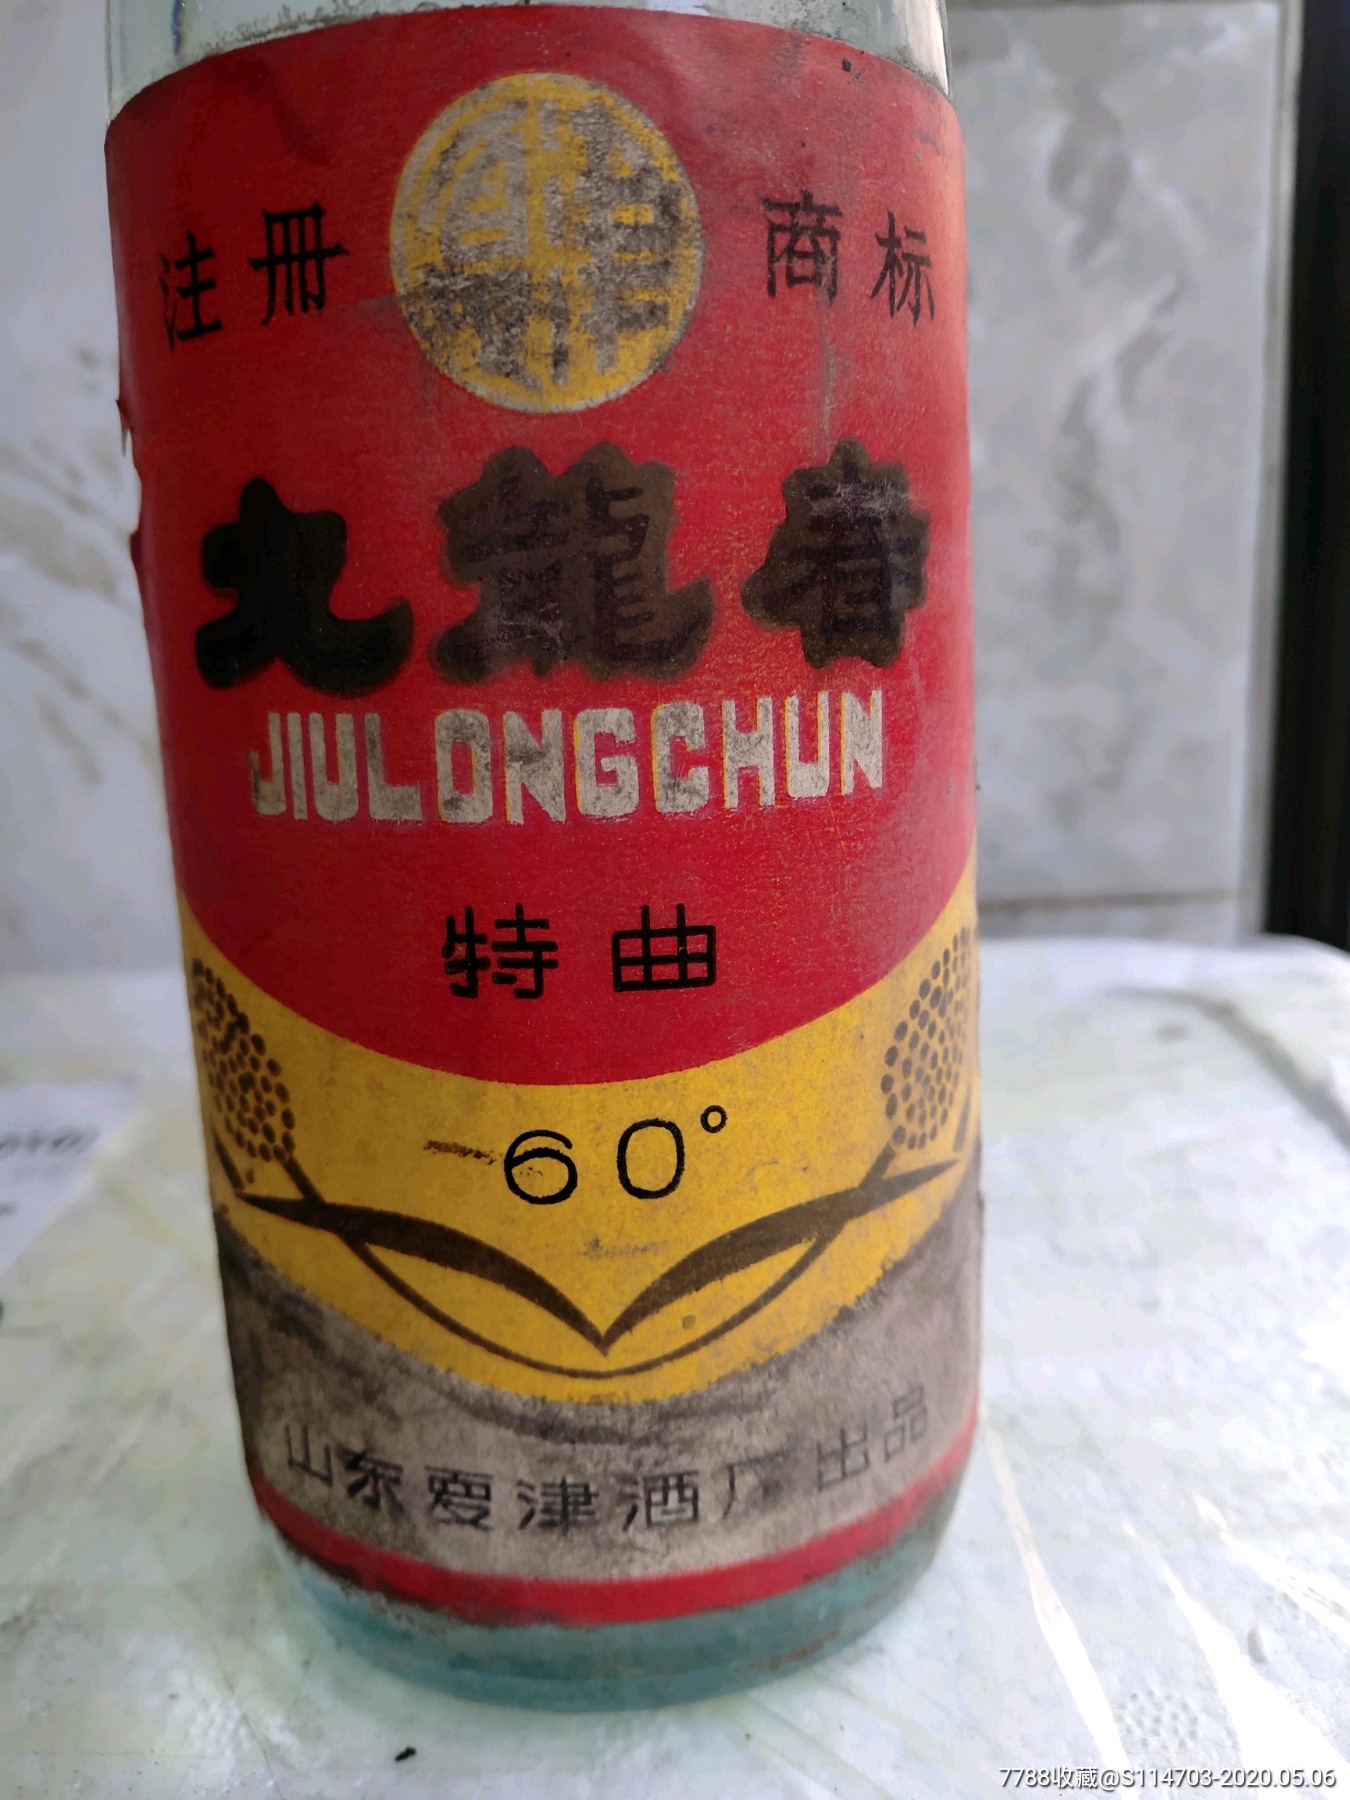 注册 商标
九龍春
JIULONGCHUN
特曲
60°
山东夏津酒厂出品
7788收藏@S114703-2020.05.06